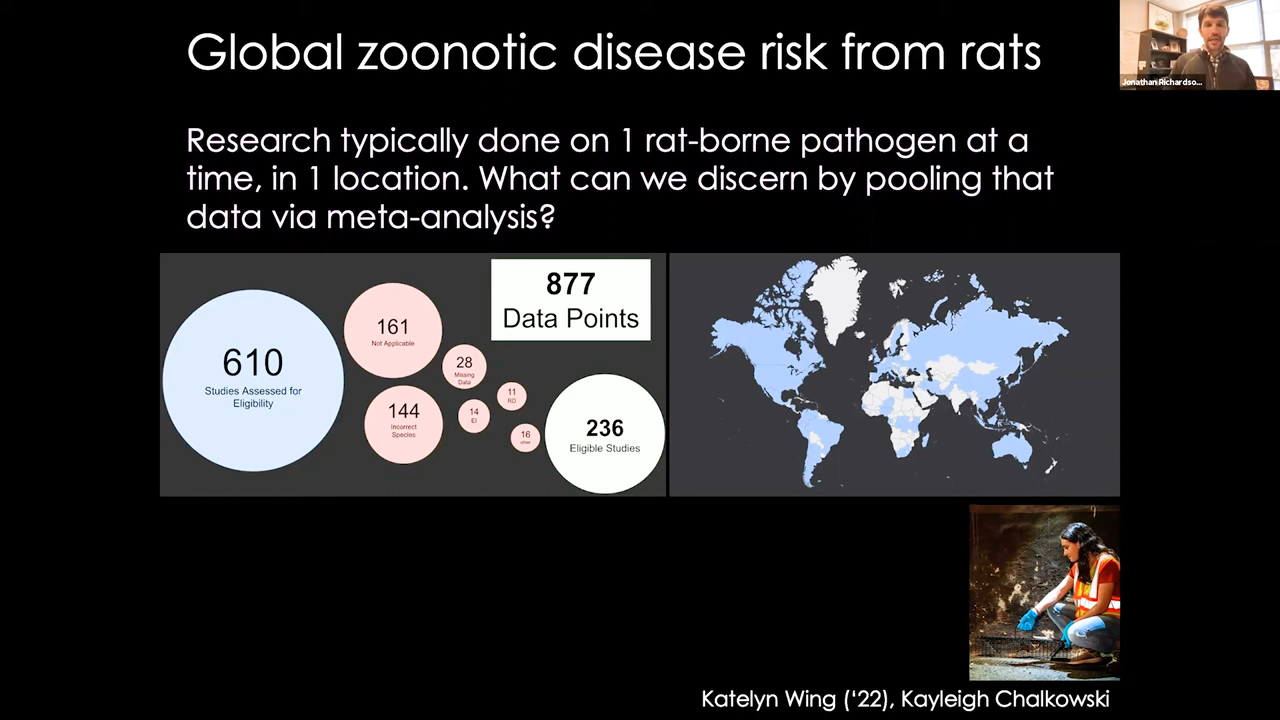 Global zoonotic disease risk from rats
Jonathan Richardso...
Research typically done on 1 rat-borne pathogen at a
time, in 1 location. What can we discern by pooling that
data via meta-analysis?
610
Studies Assessed for
Eligibility
161
Not Applicable
144
Incorrect
Species
28
Missing
Data
14
EI
11
RD
16
other
877
Data Points
236
Eligible Studies
Katelyn Wing (‘22), Kayleigh Chalkowski